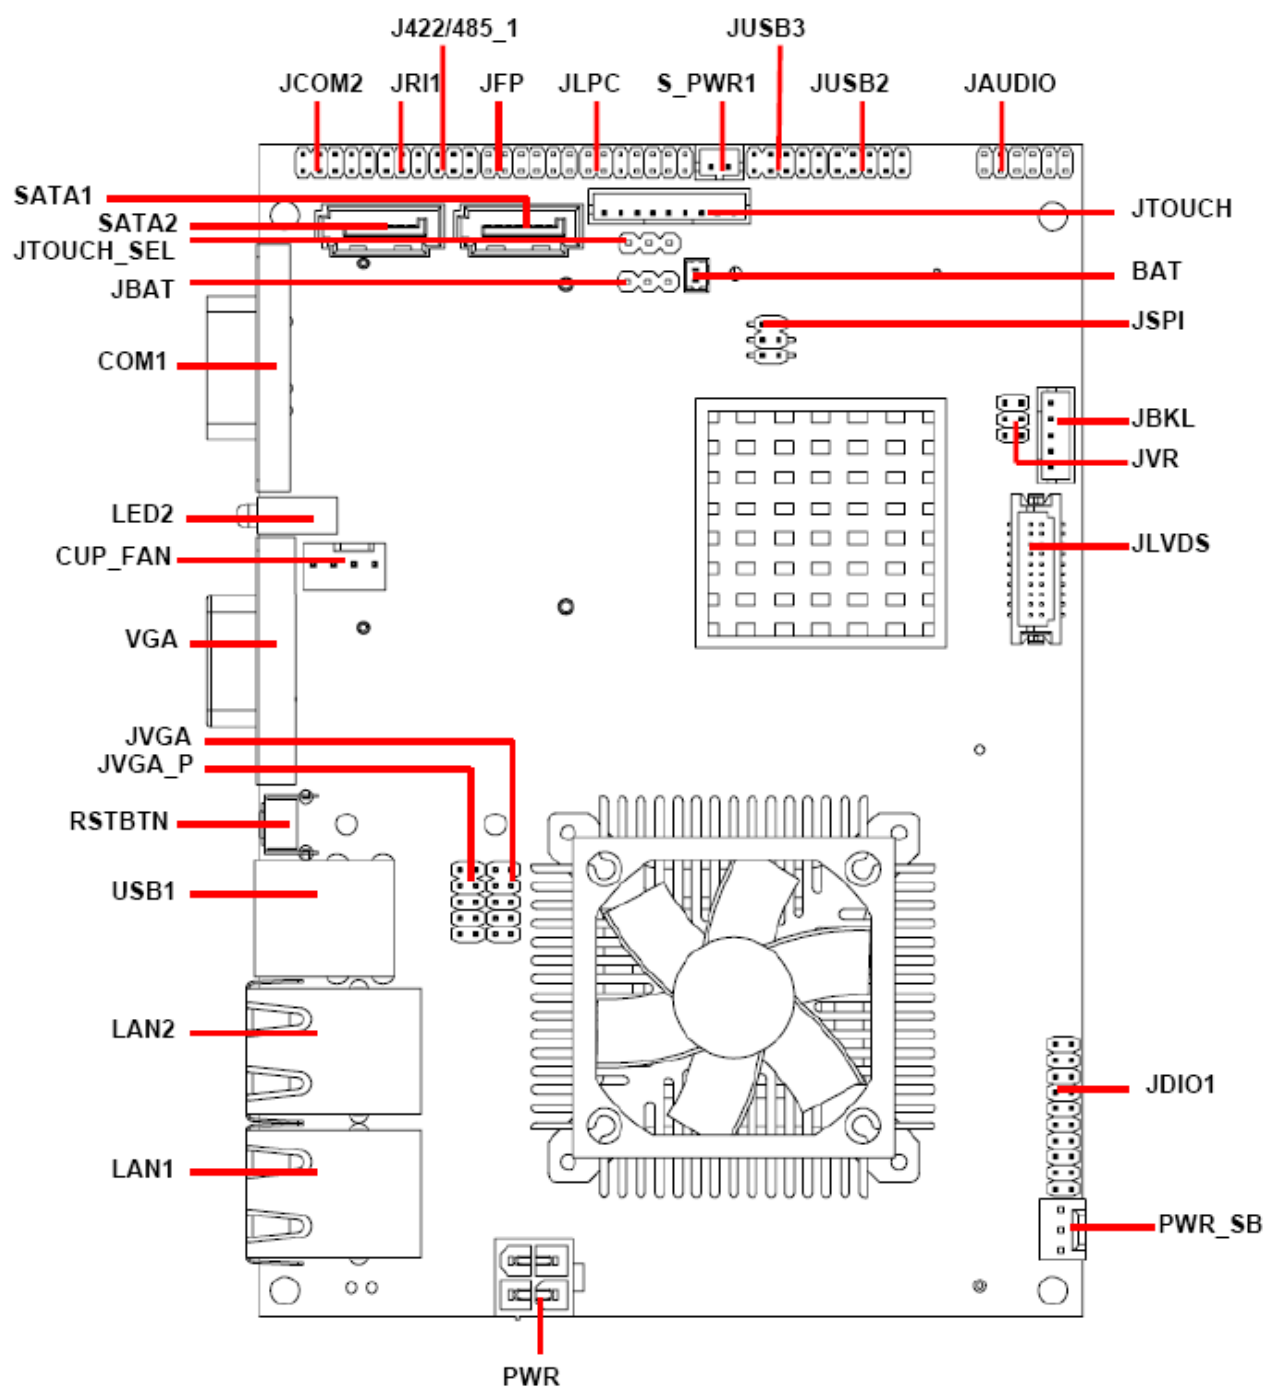 J422/485_1
JUSB3
JCOM2
JRI1
JFP
JLPC
S_PWR1
JUSB2
JAUDIO
SATA1
JTOUCH
SATA2
JTOUCH_SEL
BAT
JBAT
JSPI
COM1
JBKL
JVR
LED2
JLVDS
CUP_FAN
VGA
JVGA
JVGA_P
RSTBTN
USB1
LAN2
JDIO1
LAN1
PWR_SB
PWR